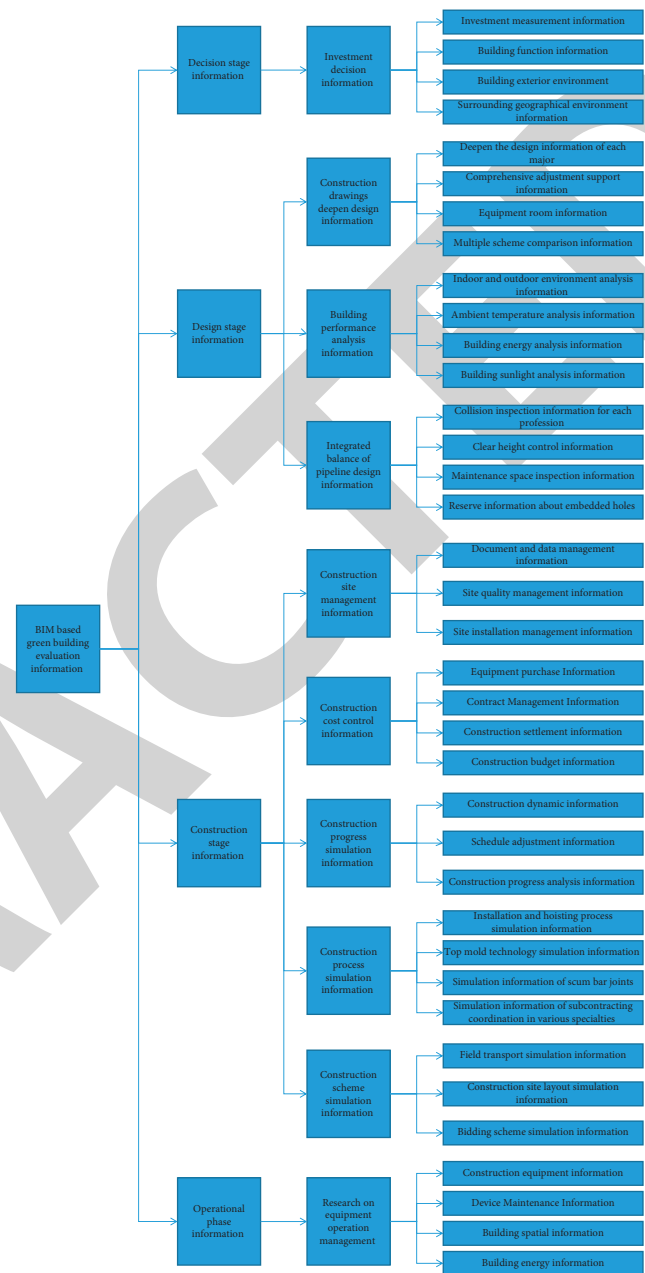 BIM based
green building
evaluation
information
Decision stage
information
Investment
decision
information
Investment measurement information
Building function information
Building exterior environment
Surrounding geographical environment
information
Design stage
information
Construction
drawings
deepen design
information
Deepen the design information of each
major
Comprehensive adjustment support
information
Equipment room information
Multiple scheme comparison information
Building
performance
analysis
information
Indoor and outdoor environment analysis
information
Ambient temperature analysis information
Building energy analysis information
Building sunlight analysis information
Integrated
balance of
pipeline design
information
Collision inspection information for each
profession
Clear height control information
Maintenance space inspection information
Reserve information about embedded holes
Construction
stage
information
Construction
site
management
information
Document and data management
information
Site quality management information
Site installation management information
Construction
cost control
information
Equipment purchase Information
Contract Management Information
Construction settlement information
Construction budget information
Construction
progress
simulation
information
Construction dynamic information
Schedule adjustment information
Construction progress analysis information
Construction
process
simulation
information
Installation and hoisting process
simulation information
Top mold technology simulation information
Simulation information of scum bar joints
Simulation information of subcontracting
coordination in various specialties
Construction
scheme
simulation
information
Field transport simulation information
Construction site layout simulation
information
Bidding scheme simulation information
Operational
phase
information
Research on
equipment
operation
management
Construction equipment information
Device Maintenance Information
Building spatial information
Building energy information